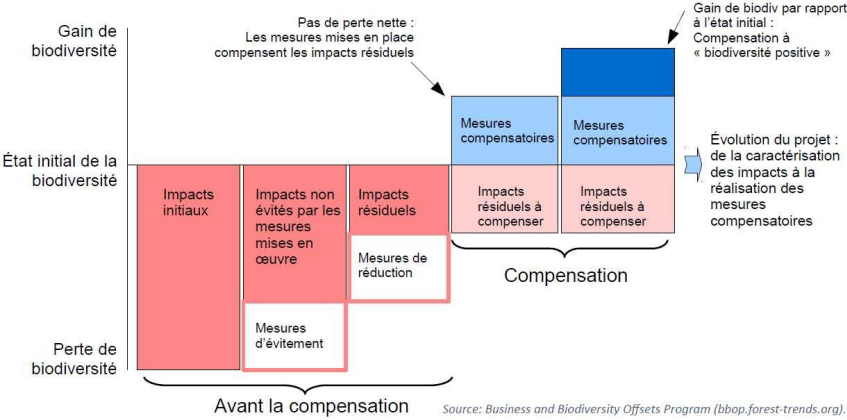 Gain de
biodiversité
Pas de perte nette :
Les mesures mises en place
compensent les impacts résiduels
Gain de biodiv par rapport
à l'état initial :
Compensation à
« biodiversité positive »
État initial de la
biodiversité
Mesures
compensatoires
Mesures
compensatoires
Évolution du projet :
de la caractérisation
des impacts à la
réalisation des
mesures
compensatoires
Impacts
initiaux
Impacts non
évités par les
mesures
mises en
œuvre
Impacts
résiduels
Impacts
résiduels à
compenser
Impacts
résiduels à
compenser
Mesures de
réduction
Compensation
Mesures
d'évitement
Perte de
biodiversité
Avant la compensation
Source: Business and Biodiversity Offsets Program (bbop.forest-trends.org).